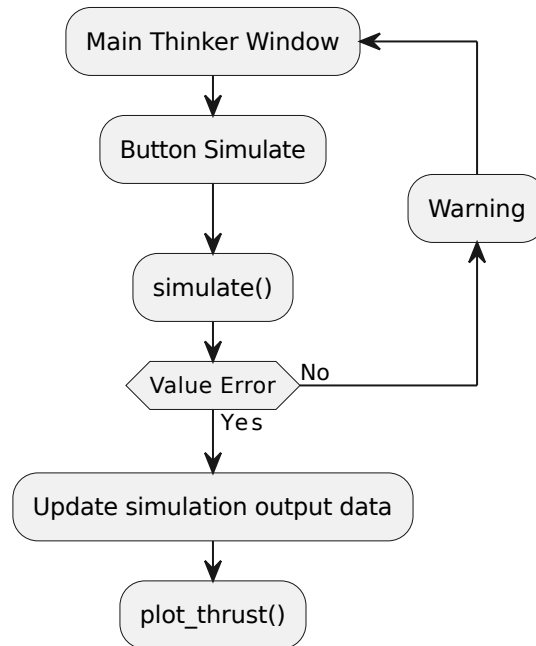 Main Thinker Window
Button Simulate
Warning
simulate()
Value Error
No
Yes
Update simulation output data
plot_thrust()